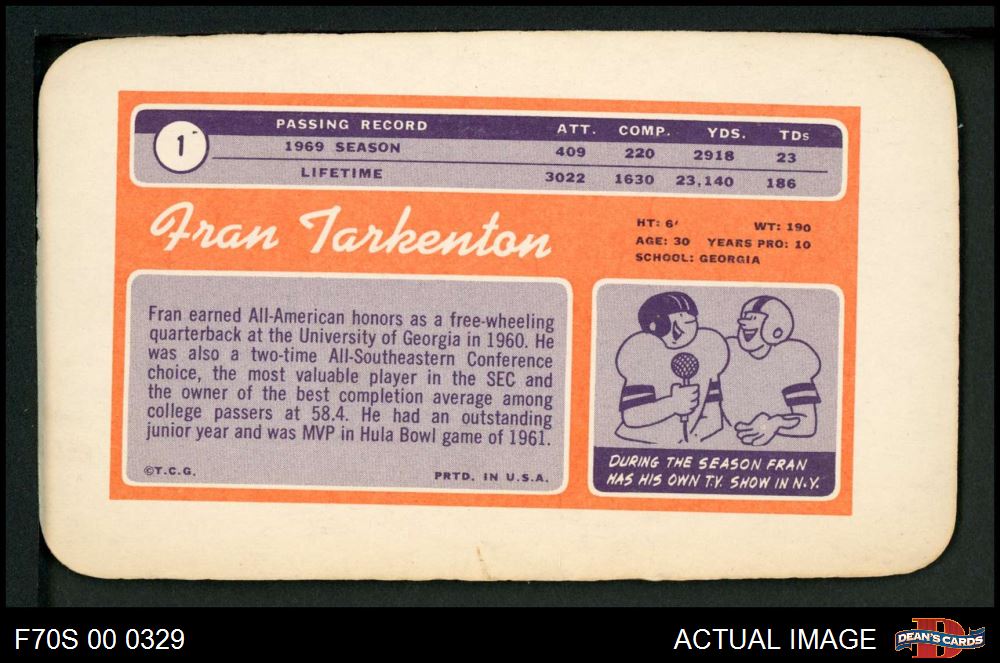 1
PASSING RECORD ATT. COMP. YDS. TDs
1969 SEASON 409 220 2918 23
LIFETIME 3022 1630 23,140 186
Fran Tarkenton
HT: 6' WT: 190
AGE: 30 YEARS PRO: 10
SCHOOL: GEORGIA
Fran earned All-American honors as a free-wheeling
quarterback at the University of Georgia in 1960. He
was also a two-time All-Southeastern Conference
choice, the most valuable player in the SEC and
the owner of the best completion average among
college passers at 58.4. He had an outstanding
junior year and was MVP in Hula Bowl game of 1961.
©T.C.G. PRTD. IN U.S.A.
DURING THE SEASON FRAN
HAS HIS OWN T.V. SHOW IN N.Y.
F70S 00 0329 ACTUAL IMAGE D DEAN'S CARDS